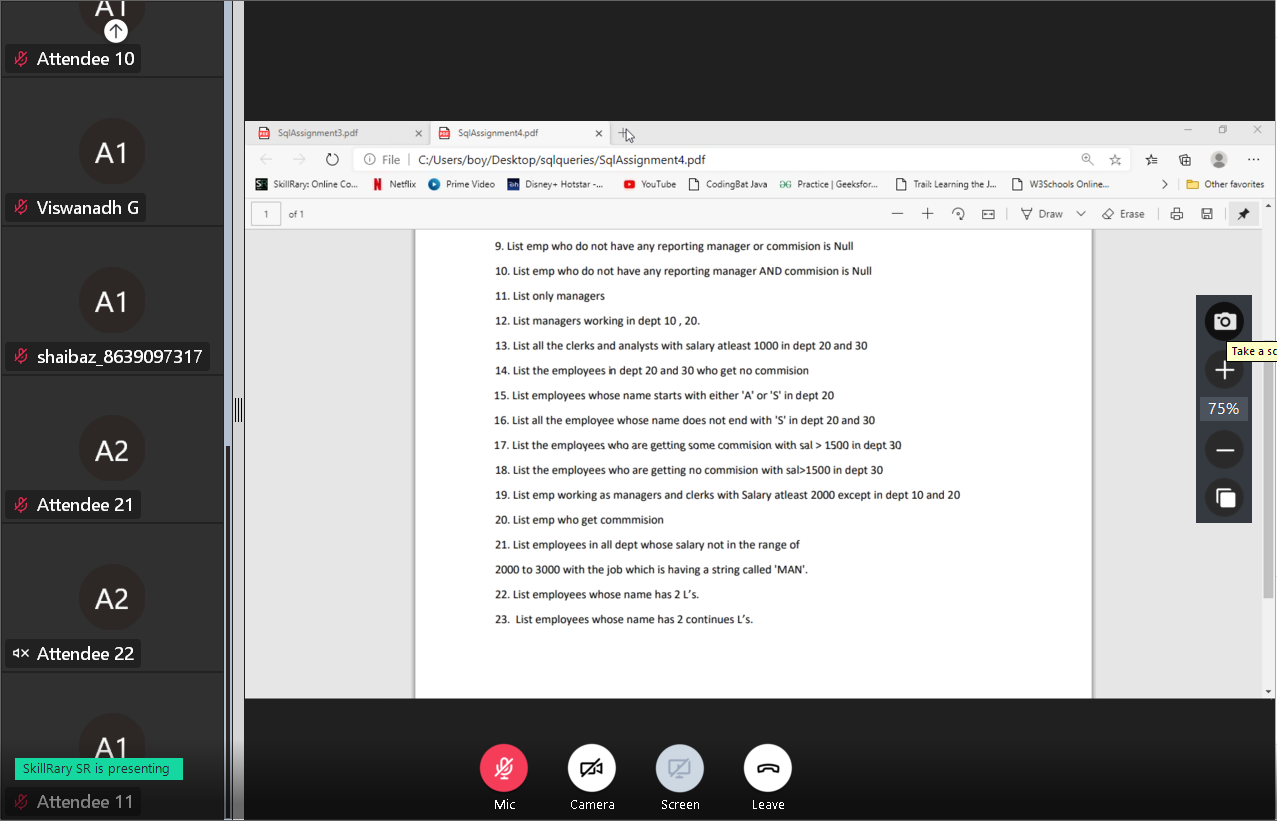 A1
Attendee 10
A1
Viswanadh G
A1
shaibaz_8639097317
A2
Attendee 21
A2
Attendee 22
A1
SkillRary SR is presenting
Attendee 11
SqlAssignment3.pdf
SqlAssignment4.pdf
File
C:/Users/boy/Desktop/sqlqueries/SqlAssignment4.pdf
SkillRary: Online Co... Netflix Prime Video Disney+ Hotstar -... YouTube CodingBat Java Practice | Geeksfor... Trail: Learning the J... W3Schools Online... Other favorites
1 of 1 Draw Erase
9. List emp who do not have any reporting manager or commision is Null
10. List emp who do not have any reporting manager AND commision is Null
11. List only managers
12. List managers working in dept 10 , 20.
13. List all the clerks and analysts with salary atleast 1000 in dept 20 and 30
14. List the employees in dept 20 and 30 who get no commision
15. List employees whose name starts with either 'A' or 'S' in dept 20
16. List all the employee whose name does not end with 'S' in dept 20 and 30
17. List the employees who are getting some commision with sal > 1500 in dept 30
18. List the employees who are getting no commision with sal>1500 in dept 30
19. List emp working as managers and clerks with Salary atleast 2000 except in dept 10 and 20
20. List emp who get commmision
21. List employees in all dept whose salary not in the range of
2000 to 3000 with the job which is having a string called 'MAN'.
22. List employees whose name has 2 L’s.
23. List employees whose name has 2 continues L’s.
Take a sc
75%
Mic
Camera
Screen
Leave